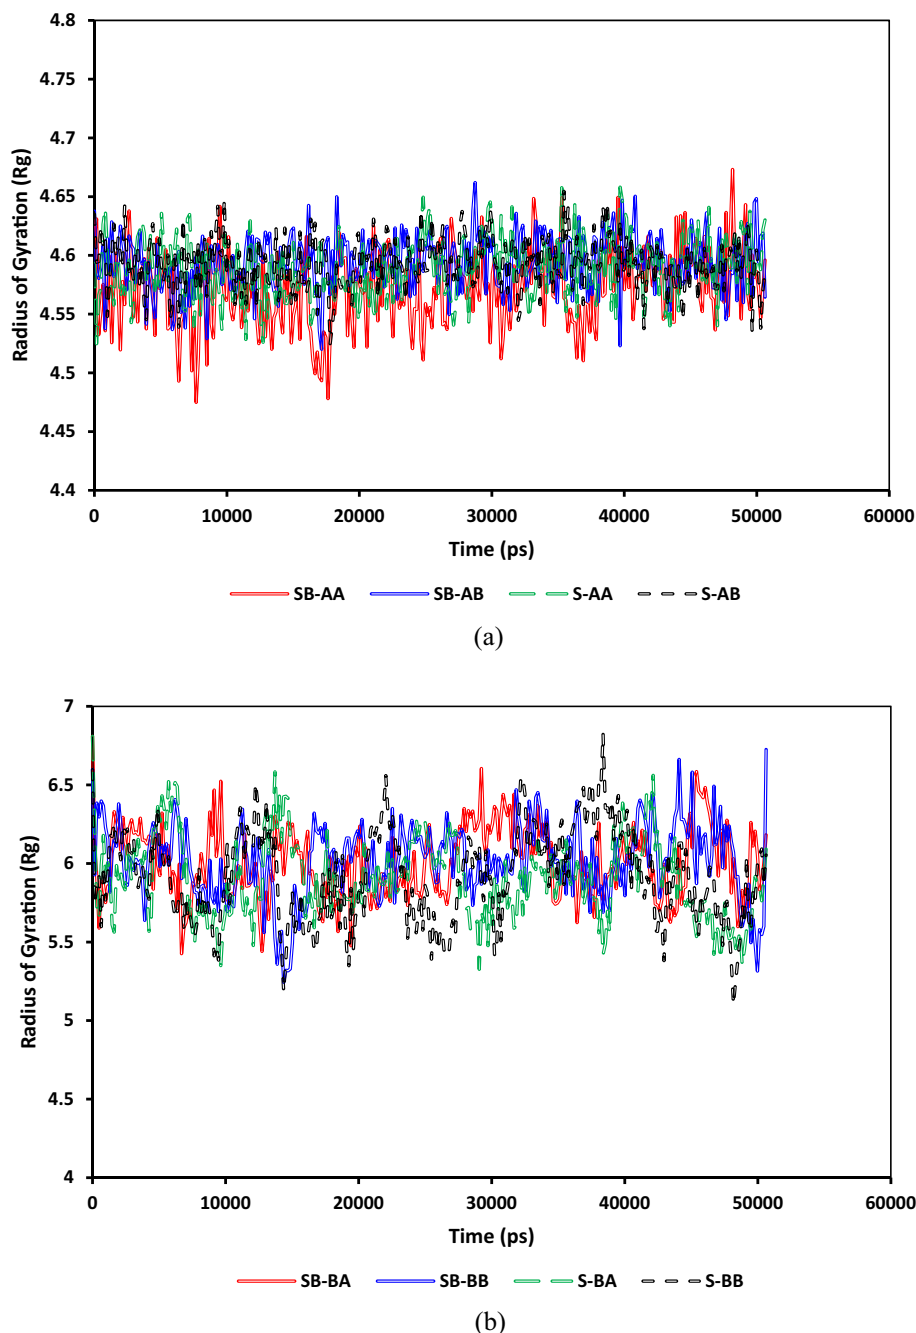 4.8
4.75
4.7
4.65
4.6
4.55
4.5
4.45
4.4
Radius of Gyration (Rg)
0 10000 20000 30000 40000 50000 60000
Time (ps)
SB-AA SB-AB S-AA S-AB
(a)
7
6.5
6
5.5
5
4.5
4
Radius of Gyration (Rg)
0 10000 20000 30000 40000 50000 60000
Time (ps)
SB-BA SB-BB S-BA S-BB
(b)